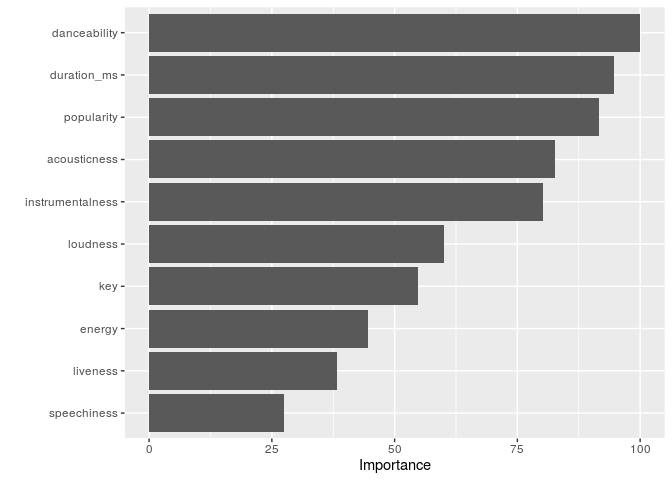 danceability
duration_ms
popularity
acousticness
instrumentalness
loudness
key
energy
liveness
speechiness
0 25 50 75 100
Importance